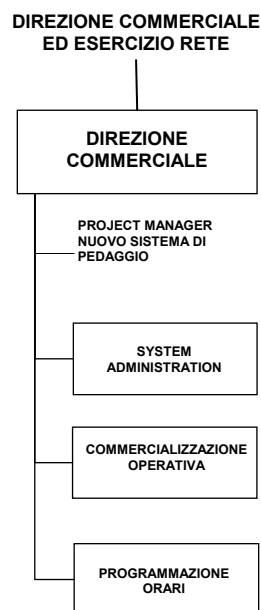 DIREZIONE COMMERCIALE
ED ESERCIZIO RETE
DIREZIONE
COMMERCIALE
PROJECT MANAGER
NUOVO SISTEMA DI
PEDAGGIO
SYSTEM
ADMINISTRATION
COMMERCIALIZZAZIONE
OPERATIVA
PROGRAMMAZIONE
ORARI